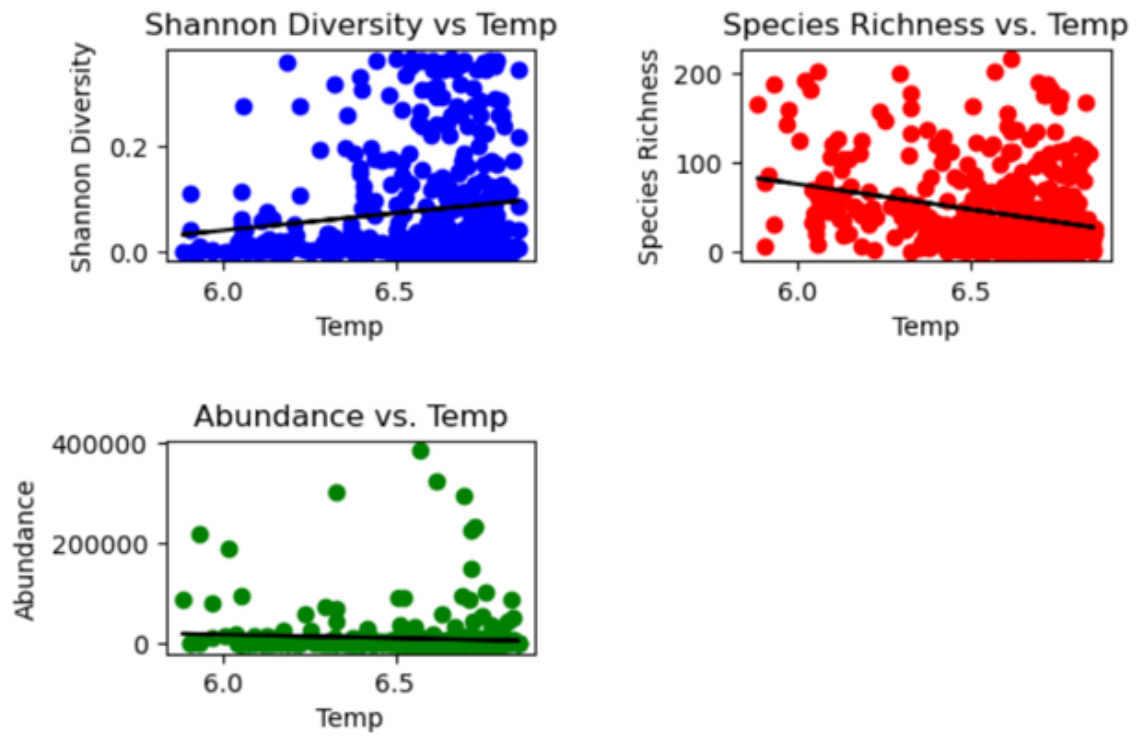 Shannon Diversity vs Temp
Shannon Diversity
0.2
0.0
6.0 6.5
Temp
Species Richness vs. Temp
Species Richness
200
100
0
6.0 6.5
Temp
Abundance vs. Temp
Abundance
400000
200000
0
6.0 6.5
Temp